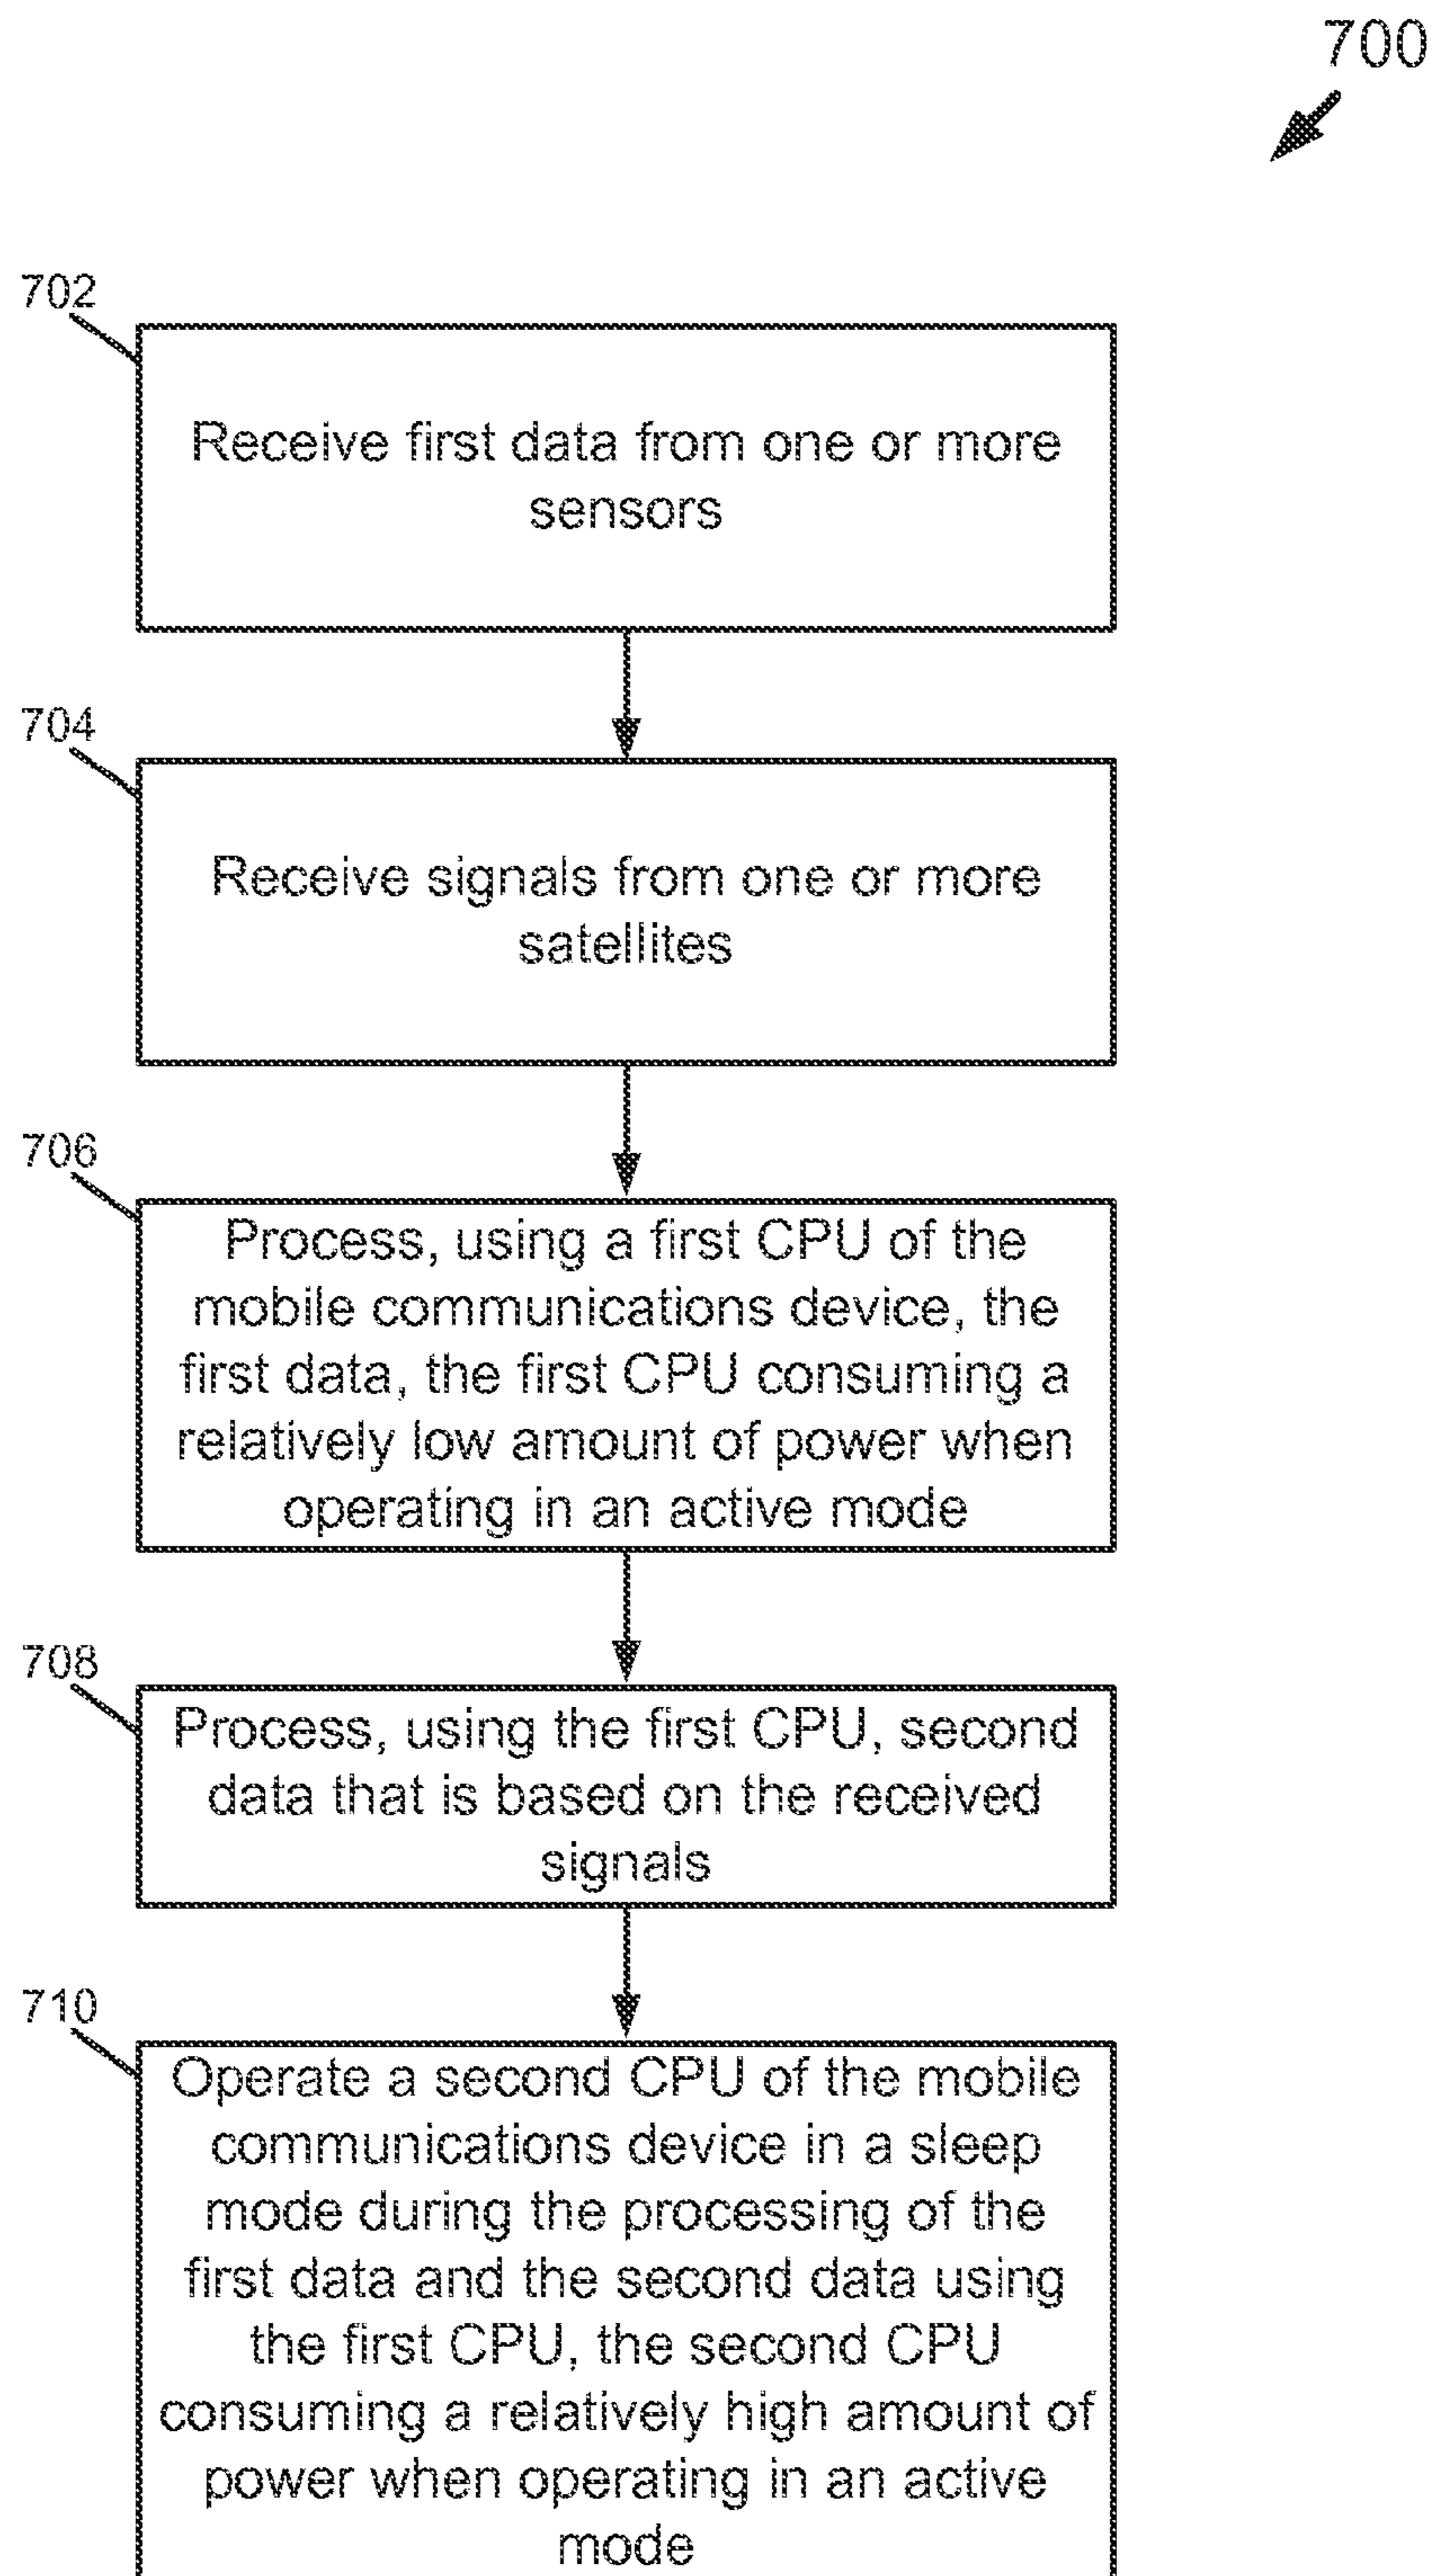 700
702
Receive first data from one or more
sensors
704
Receive signals from one or more
satellites
706
Process, using a first CPU of the
mobile communications device, the
first data, the first CPU consuming a
relatively low amount of power when
operating in an active mode
708
Process, using the first CPU, second
data that is based on the received
signals
710
Operate a second CPU of the mobile
communications device in a sleep
mode during the processing of the
first data and the second data using
the first CPU, the second CPU
consuming a relatively high amount of
power when operating in an active
mode